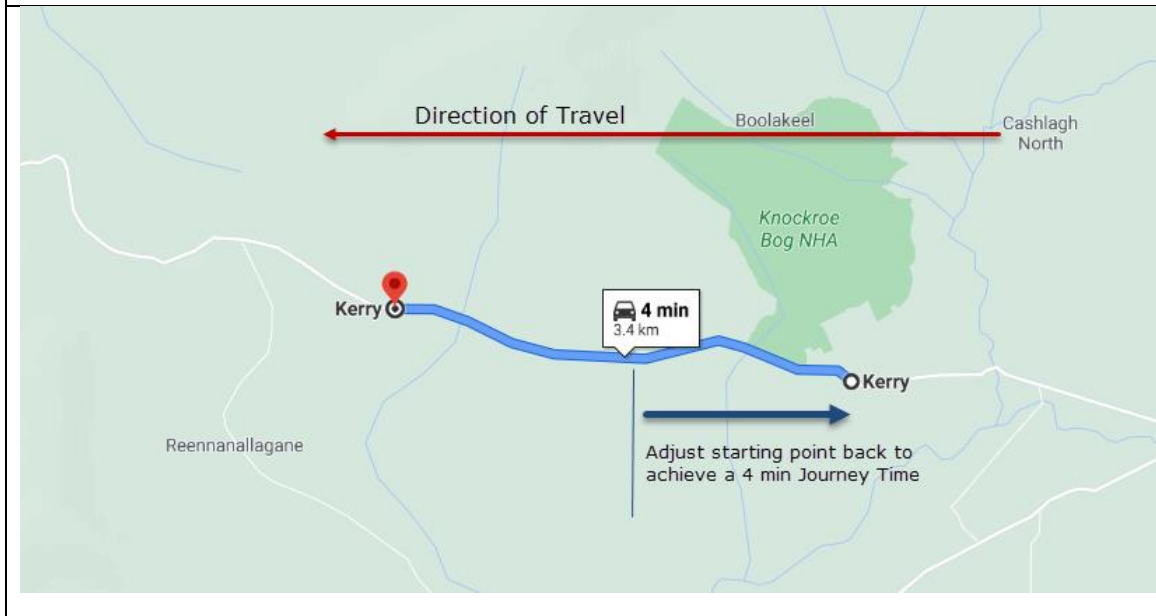 Direction of Travel
Boolakeel
Cashlagh
North
Knockroe
Bog NHA
Kerry
4 min
3.4 km
Kerry
Reennanallagane
Adjust starting point back to
achieve a 4 min Journey Time